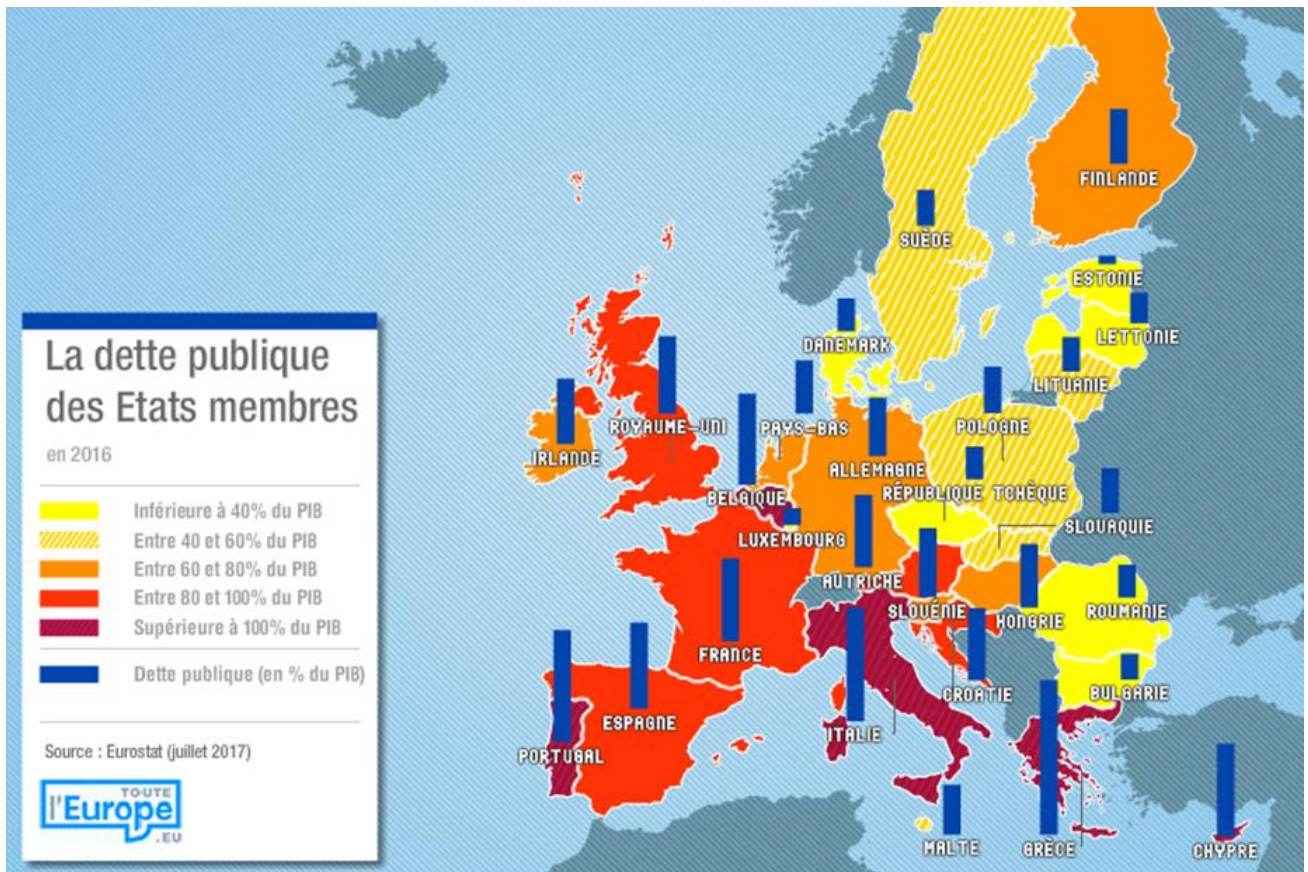 La dette publique
des Etats membres
en 2016
Inférieure à 40% du PIB
Entre 40 et 60% du PIB
Entre 60 et 80% du PIB
Entre 80 et 100% du PIB
Supérieure à 100% du PIB
Dette publique (en % du PIB)
Source : Eurostat (juillet 2017)
TOUTE
l'Europe
.EU
FINLANDE
SUÈDE
ESTONIE
LETTONIE
DANEMARK
LITUANIE
ROYAUME-UNI
PAYS-BAS
POLOGNE
IRLANDE
ALLEMAGNE
BELGIQUE
RÉPUBLIQUE TCHÈQUE
SLOVAQUIE
LUXEMBOURG
AUTRICHE
SLOVÉNIE
HONGRIE
ROUMANIE
FRANCE
CROATIE
BULGARIE
ESPAGNE
ITALIE
PORTUGAL
MALTE
GRÈCE
CHYPRE